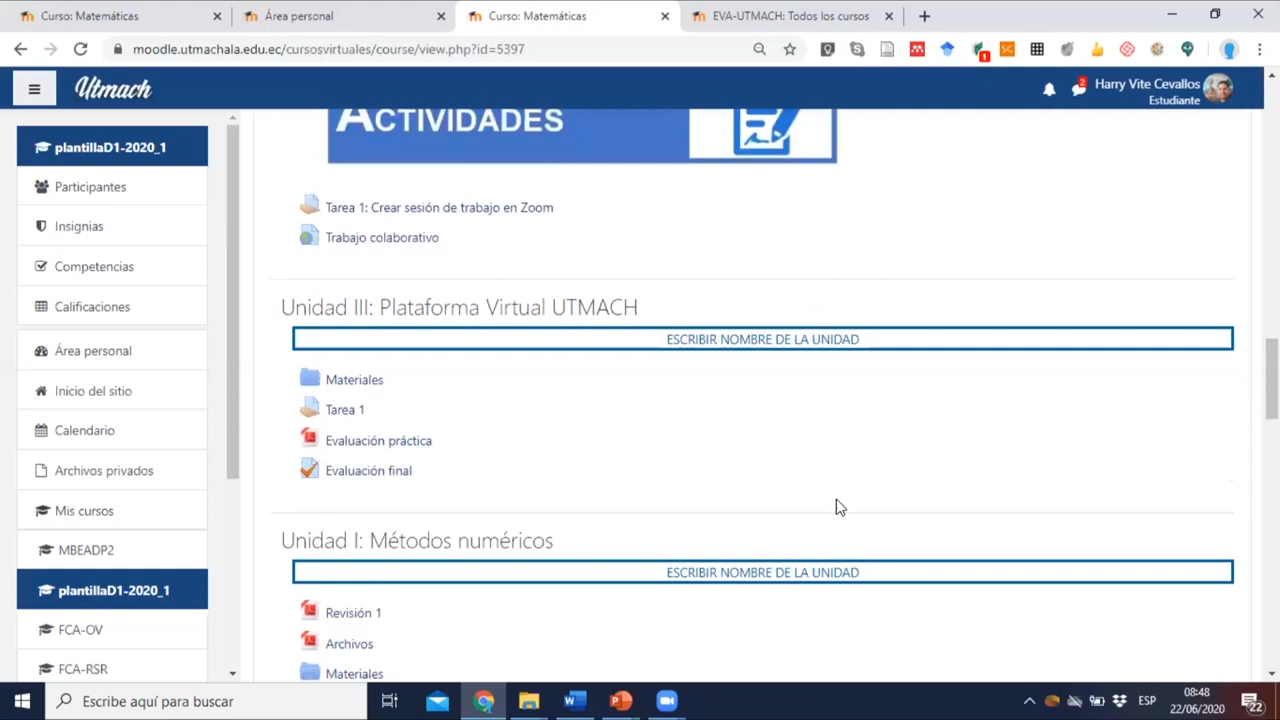 Curso: Matemáticas
Área personal
Curso: Matemáticas
EVA-UTMACH: Todos los cursos
moodle.utmachala.edu.ec/cursosvirtuales/course/view.php?id=5397
SC
1
Utmach
2
Harry Vite Cevallos
Estudiante
plantillaD1-2020_1
Participantes
Insignias
Competencias
Calificaciones
Área personal
Inicio del sitio
Calendario
Archivos privados
Mis cursos
MBEADP2
plantillaD1-2020_1
FCA-OV
FCA-RSR
ACTIVIDADES
Tarea 1: Crear sesión de trabajo en Zoom
Trabajo colaborativo
Unidad III: Plataforma Virtual UTMACH
ESCRIBIR NOMBRE DE LA UNIDAD
Materiales
Tarea 1
Evaluación práctica
Evaluación final
Unidad I: Métodos numéricos
ESCRIBIR NOMBRE DE LA UNIDAD
Revisión 1
Archivos
Materiales
Escribe aquí para buscar
ESP
08:48
22/06/2020
22